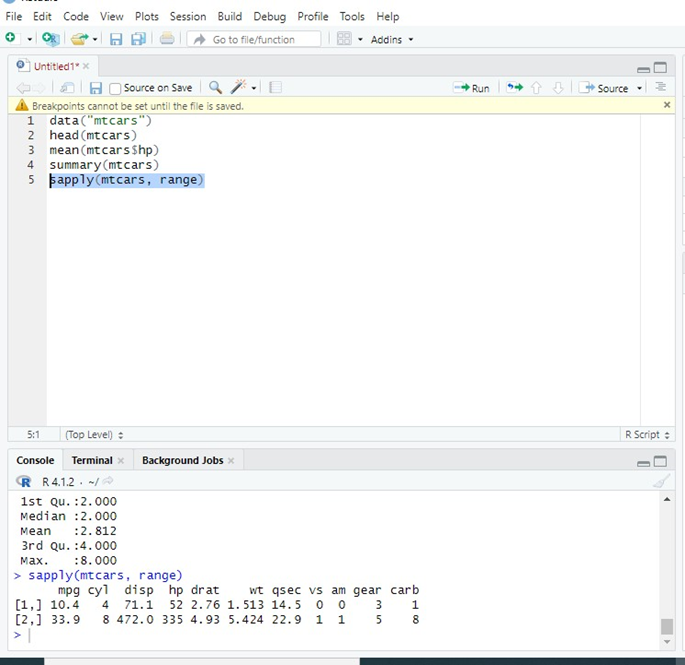 File Edit Code View Plots Session Build Debug Profile Tools Help
Go to file/function Addins
Untitled1*
Source on Save Run Source
Breakpoints cannot be set until the file is saved.
1 data("mtcars")
2 head(mtcars)
3 mean(mtcars$hp)
4 summary(mtcars)
5 sapply(mtcars, range)
5:1 (Top Level) R Script
Console Terminal Background Jobs
R 4.1.2 · ~/
1st Qu.:2.000
Median :2.000
Mean   :2.812
3rd Qu.:4.000
Max.   :8.000
> sapply(mtcars, range)
      mpg cyl  disp  hp drat    wt qsec vs am gear carb
[1,] 10.4   4  71.1  52 2.76 1.513 14.5  0  0    3    1
[2,] 33.9   8 472.0 335 4.93 5.424 22.9  1  1    5    8
>